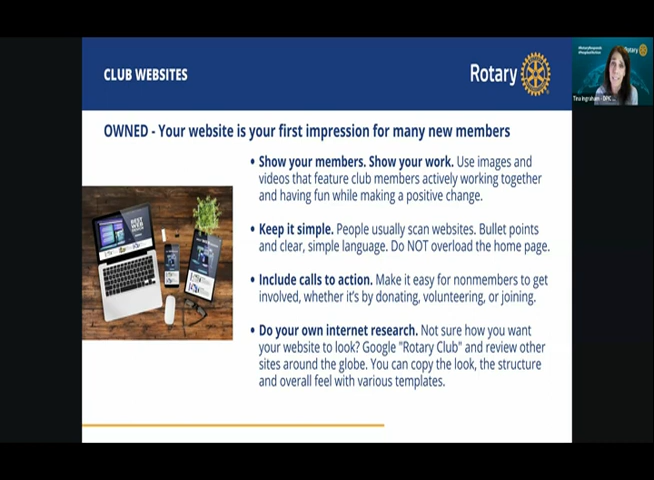 CLUB WEBSITES
Rotary
Rotary
Tina Ingraham - DPIC
OWNED - Your website is your first impression for many new members
• Show your members. Show your work. Use images and
videos that feature club members actively working together
and having fun while making a positive change.
• Keep it simple. People usually scan websites. Bullet points
and clear, simple language. Do NOT overload the home page.
• Include calls to action. Make it easy for nonmembers to get
involved, whether it's by donating, volunteering, or joining.
• Do your own internet research. Not sure how you want
your website to look? Google "Rotary Club" and review other
sites around the globe. You can copy the look, the structure
and overall feel with various templates.